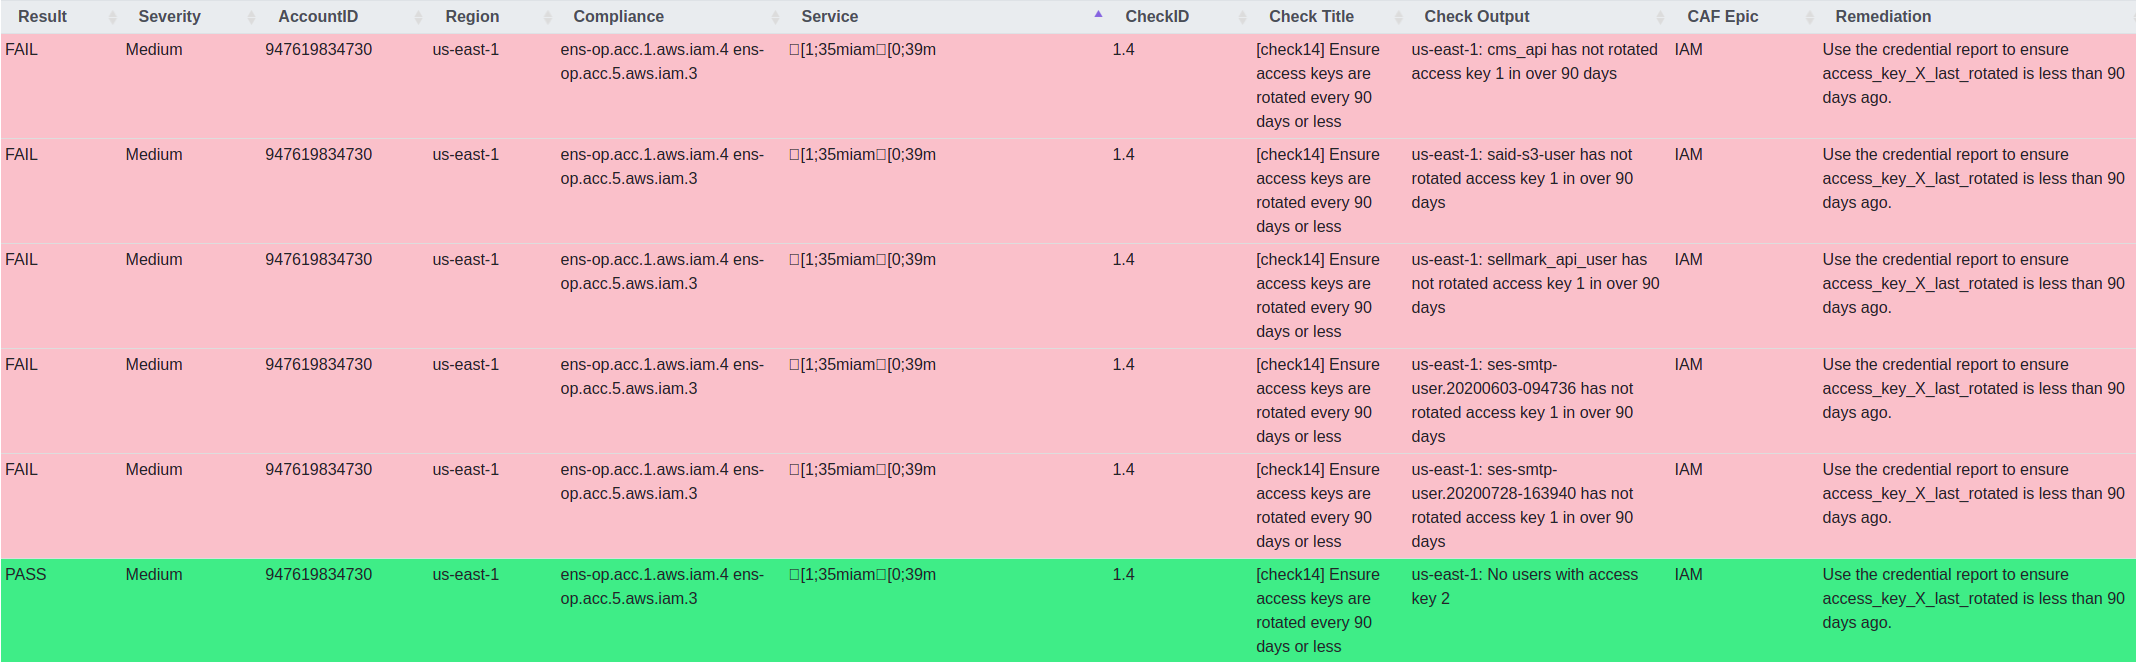 Result Severity AccountID Region Compliance Service CheckID Check Title Check Output CAF Epic Remediation
FAIL Medium 947619834730 us-east-1 ens-op.acc.1.aws.iam.4 ens- □[1;35miam□[0;39m 1.4 [check14] Ensure us-east-1: cms_api has not rotated IAM Use the credential report to ensure
op.acc.5.aws.iam.3 access keys are access key 1 in over 90 days access_key_X_last_rotated is less than 90
rotated every 90 days ago.
days or less
FAIL Medium 947619834730 us-east-1 ens-op.acc.1.aws.iam.4 ens- □[1;35miam□[0;39m 1.4 [check14] Ensure us-east-1: said-s3-user has not IAM Use the credential report to ensure
op.acc.5.aws.iam.3 access keys are rotated access key 1 in over 90 access_key_X_last_rotated is less than 90
rotated every 90 days days ago.
days or less
FAIL Medium 947619834730 us-east-1 ens-op.acc.1.aws.iam.4 ens- □[1;35miam□[0;39m 1.4 [check14] Ensure us-east-1: sellmark_api_user has IAM Use the credential report to ensure
op.acc.5.aws.iam.3 access keys are not rotated access key 1 in over 90 access_key_X_last_rotated is less than 90
rotated every 90 days days ago.
days or less
FAIL Medium 947619834730 us-east-1 ens-op.acc.1.aws.iam.4 ens- □[1;35miam□[0;39m 1.4 [check14] Ensure us-east-1: ses-smtp- IAM Use the credential report to ensure
op.acc.5.aws.iam.3 access keys are user.20200603-094736 has not access_key_X_last_rotated is less than 90
rotated every 90 rotated access key 1 in over 90 days ago.
days or less days
FAIL Medium 947619834730 us-east-1 ens-op.acc.1.aws.iam.4 ens- □[1;35miam□[0;39m 1.4 [check14] Ensure us-east-1: ses-smtp- IAM Use the credential report to ensure
op.acc.5.aws.iam.3 access keys are user.20200728-163940 has not access_key_X_last_rotated is less than 90
rotated every 90 rotated access key 1 in over 90 days ago.
days or less days
PASS Medium 947619834730 us-east-1 ens-op.acc.1.aws.iam.4 ens- □[1;35miam□[0;39m 1.4 [check14] Ensure us-east-1: No users with access IAM Use the credential report to ensure
op.acc.5.aws.iam.3 access keys are key 2 access_key_X_last_rotated is less than 90
rotated every 90 days ago.
days or less